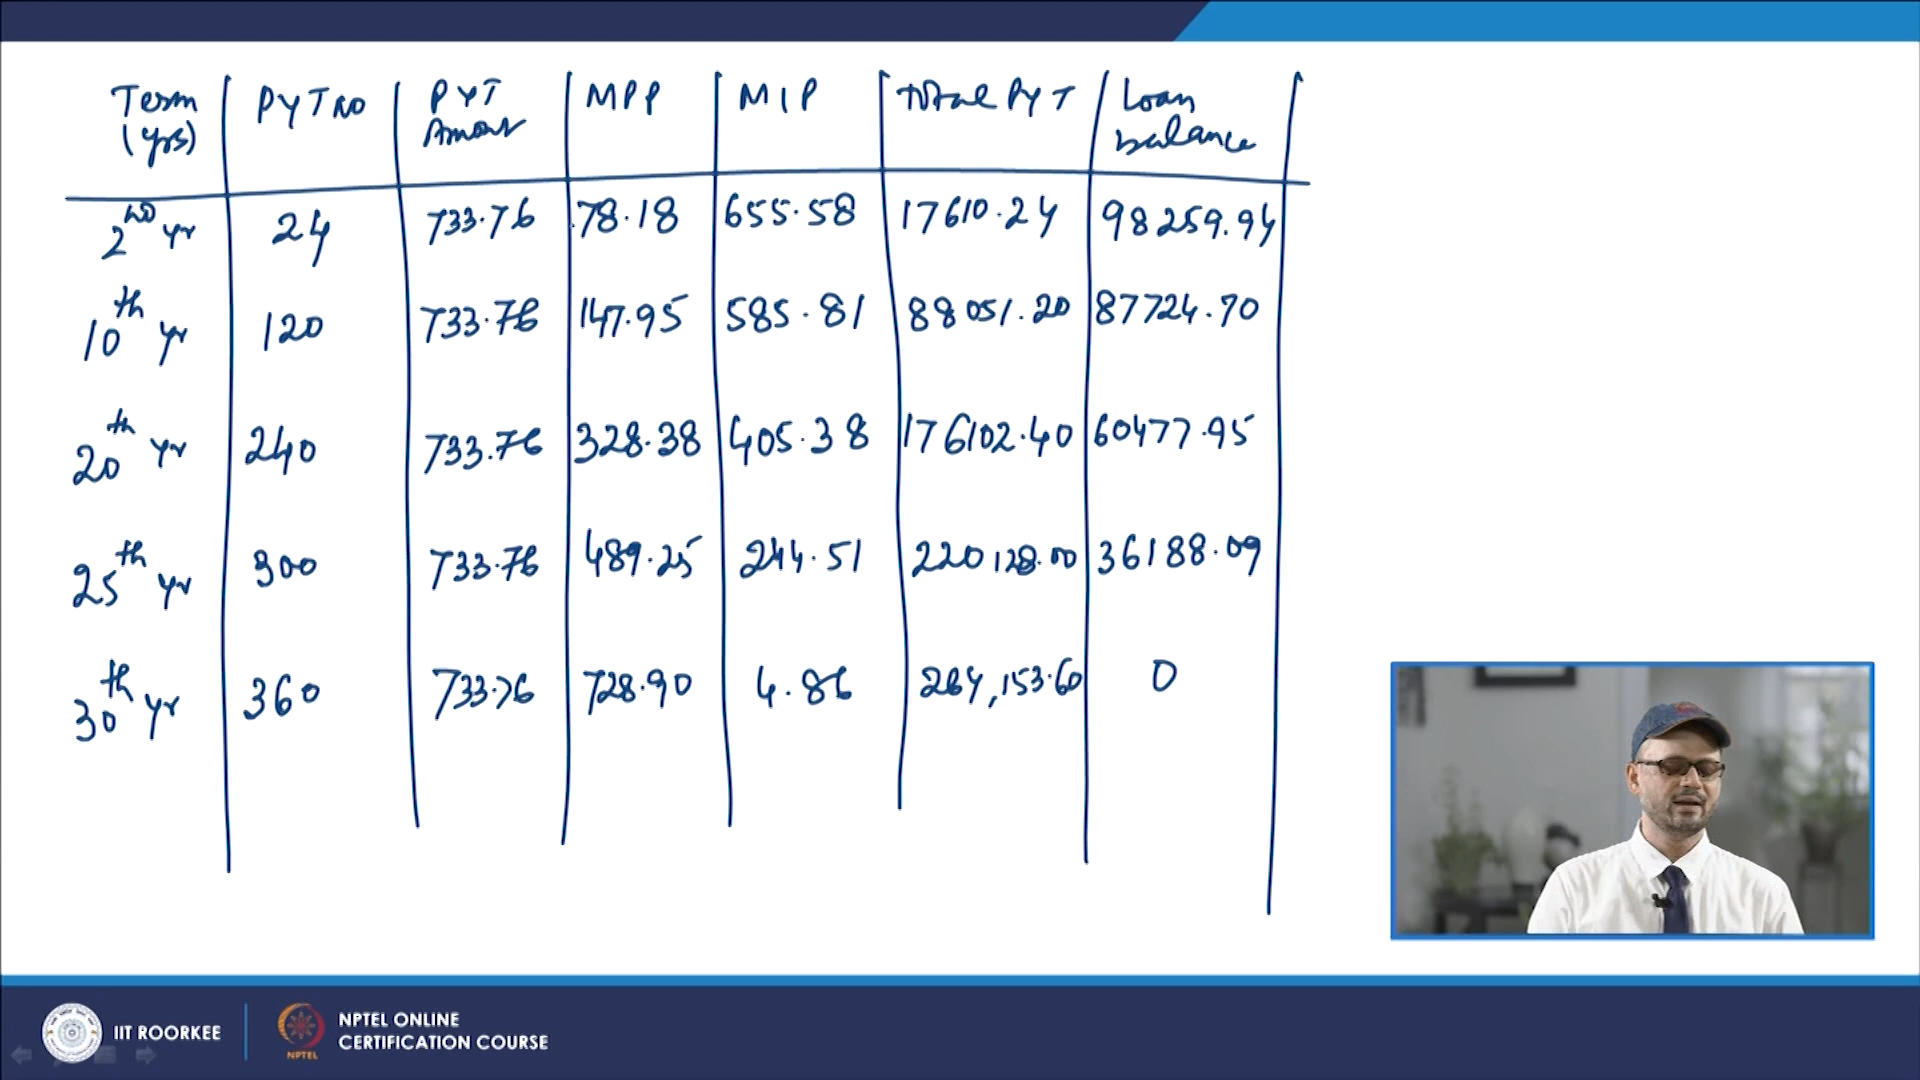 Term (yrs) PYT NO PYT Amount MPP MIP Total PYT Loan balance
2nd yr 24 733.76 78.18 655.58 17610.24 98259.94
10th yr 120 733.76 147.95 585.81 88051.20 87724.70
20th yr 240 733.76 328.38 405.38 176102.40 60477.95
25th yr 300 733.76 489.25 244.51 220128.00 36188.09
30th yr 360 733.76 728.90 4.86 264,153.60 0
IIT ROORKEE
NPTEL
NPTEL ONLINE
CERTIFICATION COURSE